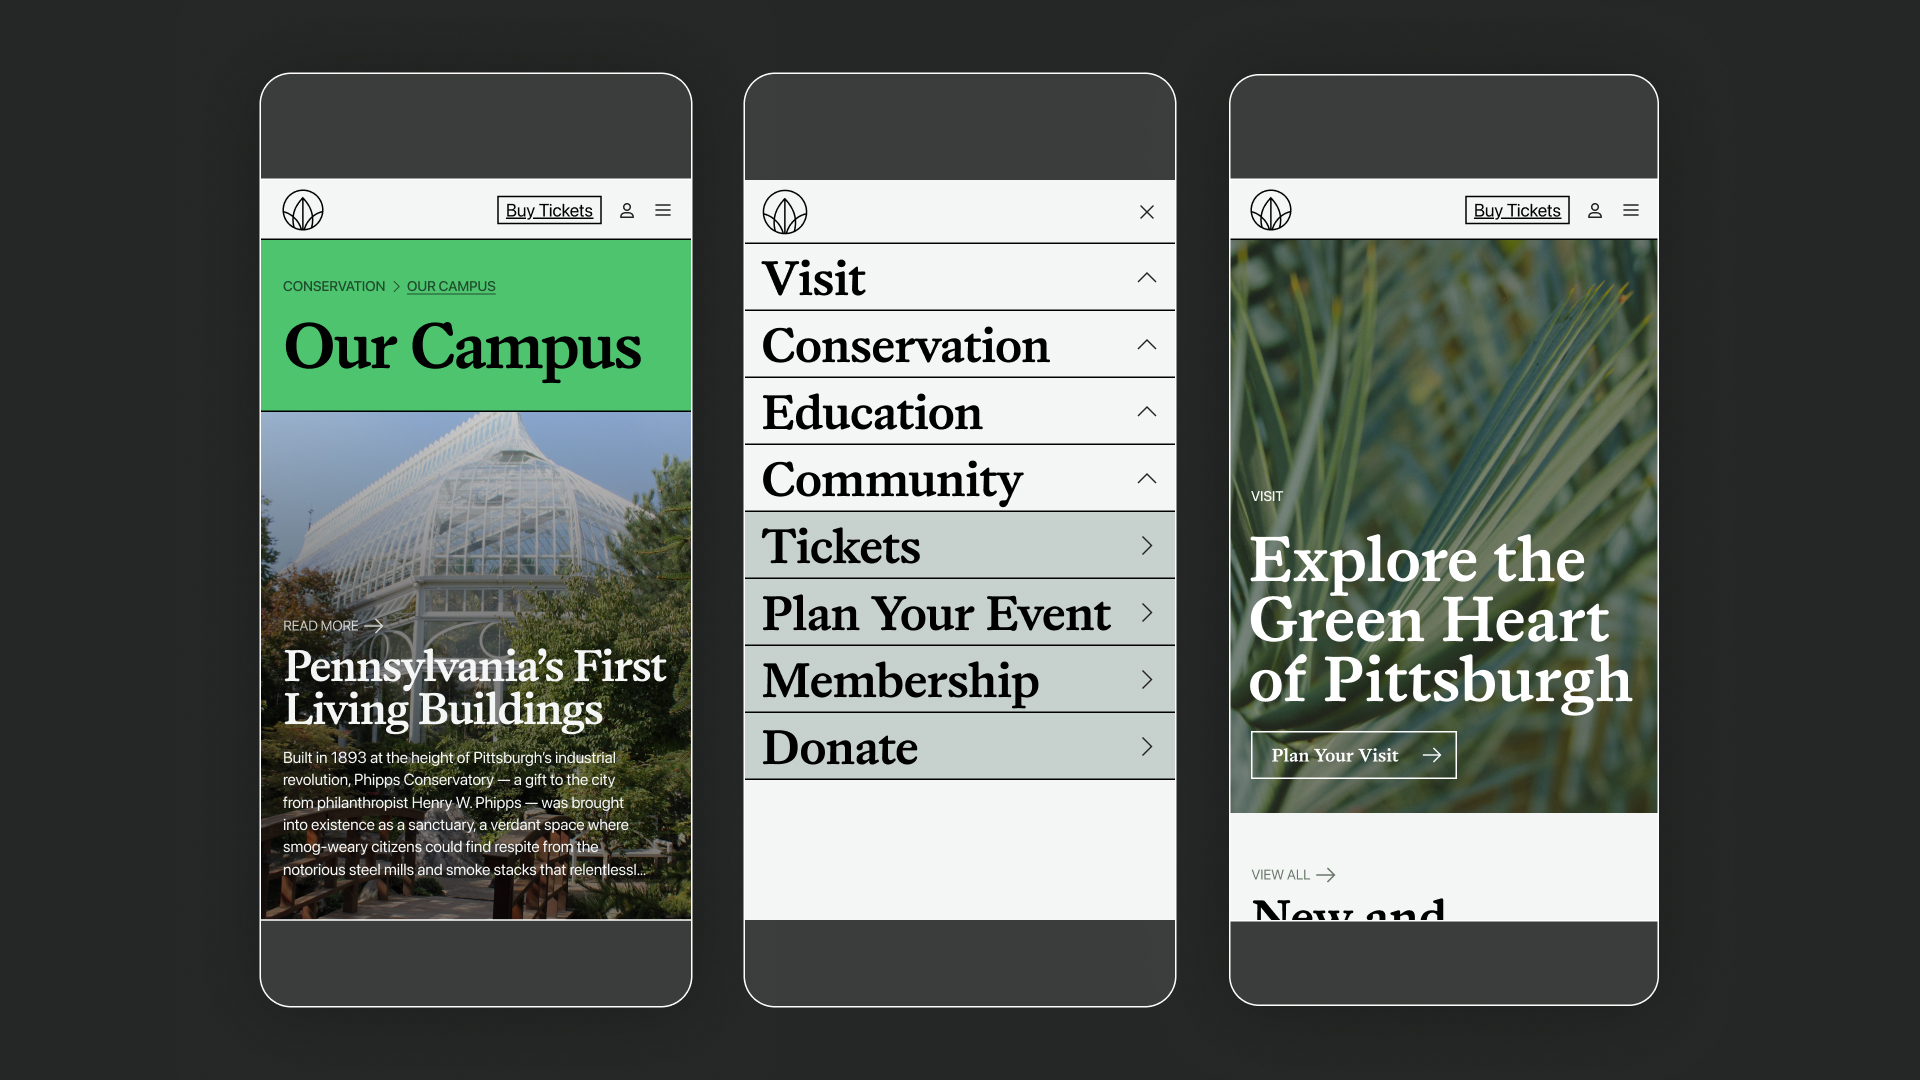 Buy Tickets
CONSERVATION > OUR CAMPUS
Our Campus
READ MORE →
Pennsylvania’s First
Living Buildings
Built in 1893 at the height of Pittsburgh’s industrial
revolution, Phipps Conservatory — a gift to the city
from philanthropist Henry W. Phipps — was brought
into existence as a sanctuary, a verdant space where
smog-weary citizens could find respite from the
notorious steel mills and smoke stacks that relentlessl...
Visit
Conservation
Education
Community
Tickets
Plan Your Event
Membership
Donate
Buy Tickets
VISIT
Explore the
Green Heart
of Pittsburgh
Plan Your Visit →
VIEW ALL →
New and